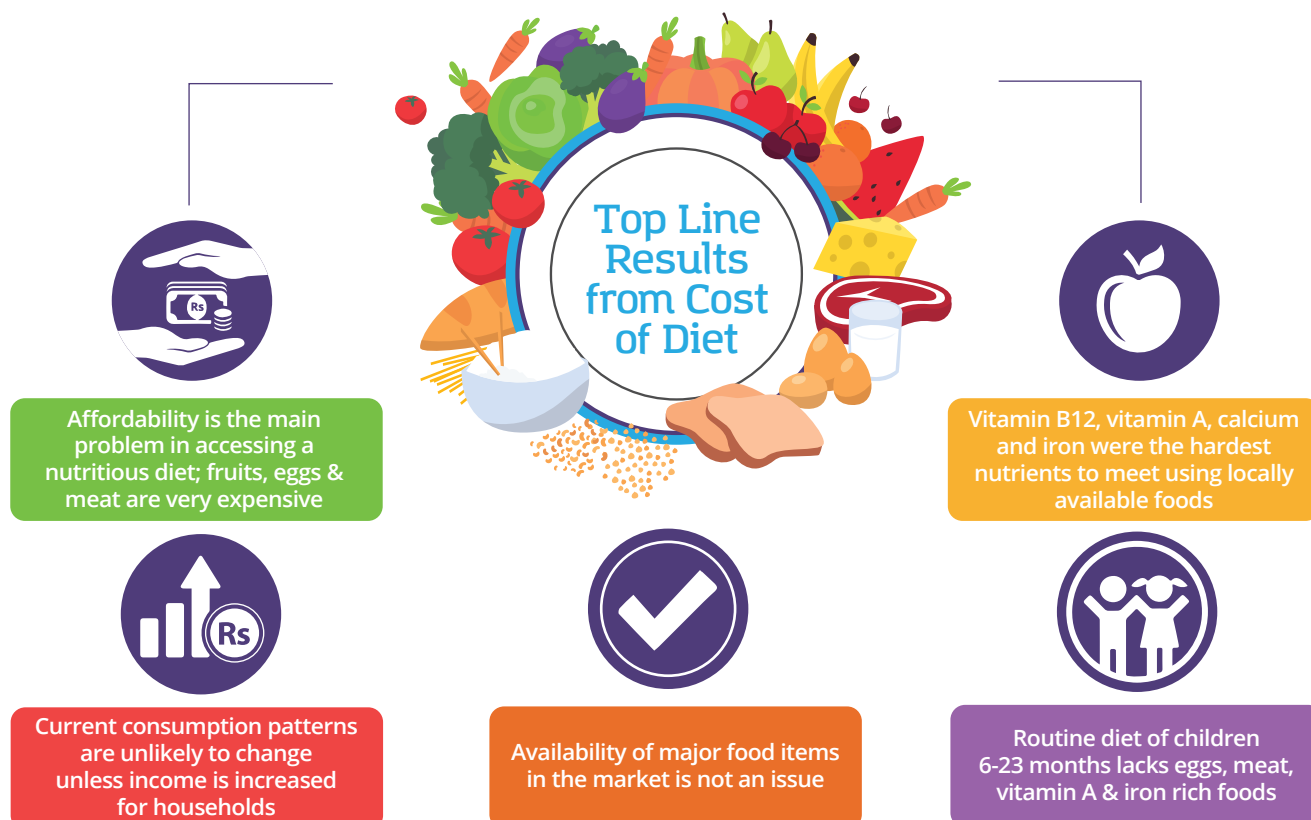 Top Line
Results
from Cost
of Diet
Rs
Affordability is the main
problem in accessing a
nutritious diet; fruits, eggs &
meat are very expensive
Vitamin B12, vitamin A, calcium
and iron were the hardest
nutrients to meet using locally
available foods
Rs
Current consumption patterns
are unlikely to change
unless income is increased
for households
Availability of major food items
in the market is not an issue
Routine diet of children
6-23 months lacks eggs, meat,
vitamin A & iron rich foods